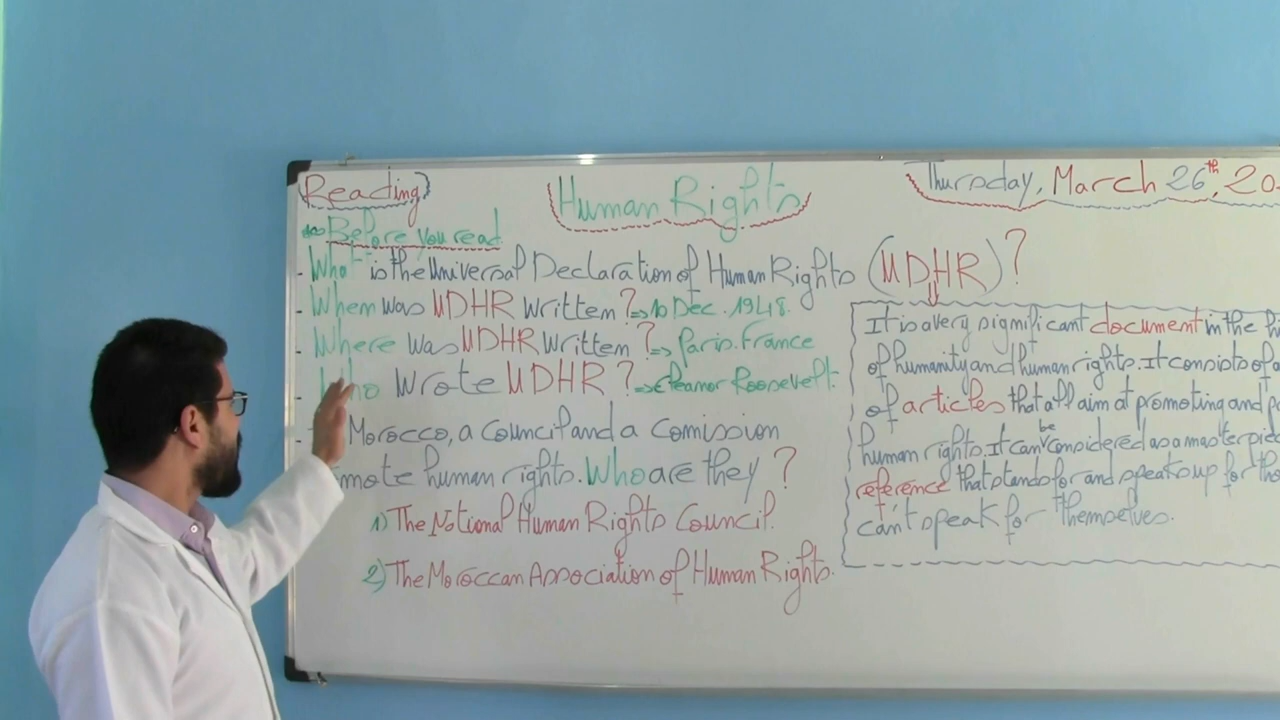 Reading
Human Rights
Thursday, March 26th, 20
Before you read
- What is the Universal Declaration of Human Rights (UDHR)?
- When was UDHR written? => 10 Dec. 1948.
- Where was UDHR written? => Paris. France
- Who wrote UDHR? => Eleanor Roosevelt.
Morocco, a council and a comission
mote human rights. Who are they?
1) The National Human Rights Council.
2) The Moroccan Association of Human Rights.
It is a very significant document in the
of humanity and human rights. It consists of
of articles that all aim at promoting and
human rights. It can be considered as a
reference that stands for and speaks up for
can't speak for themselves.